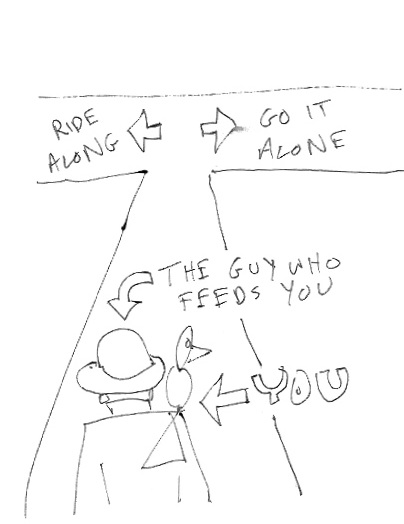 RIDE
ALONG
GO IT
ALONE
THE GUY WHO
FEEDS YOU
YOU